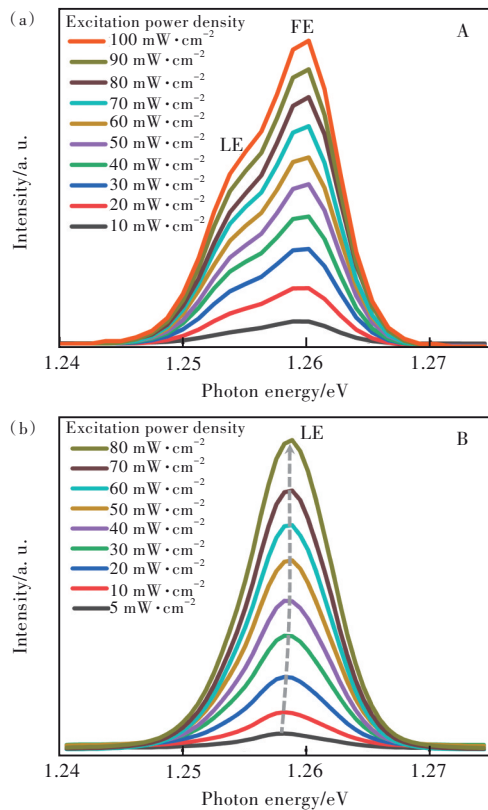 (a)
Excitation power density
100 mW·cm⁻²
90 mW·cm⁻²
80 mW·cm⁻²
70 mW·cm⁻²
60 mW·cm⁻²
50 mW·cm⁻²
40 mW·cm⁻²
30 mW·cm⁻²
20 mW·cm⁻²
10 mW·cm⁻²
FE
A
LE
Intensity/a. u.
1.24 1.25 1.26 1.27
Photon energy/eV
(b)
Excitation power density
80 mW·cm⁻²
70 mW·cm⁻²
60 mW·cm⁻²
50 mW·cm⁻²
40 mW·cm⁻²
30 mW·cm⁻²
20 mW·cm⁻²
10 mW·cm⁻²
5 mW·cm⁻²
LE
B
Intensity/a. u.
1.24 1.25 1.26 1.27
Photon energy/eV